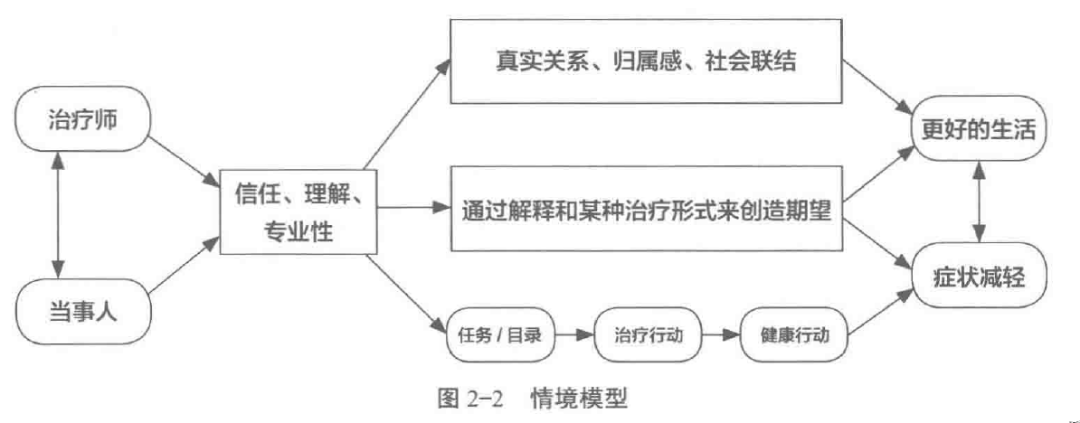 治疗师
当事人
信任、理解、
专业性
真实关系、归属感、社会联结
通过解释和某种治疗形式来创造期望
任务/目录
治疗行动
健康行动
更好的生活
症状减轻
图 2-2 情境模型